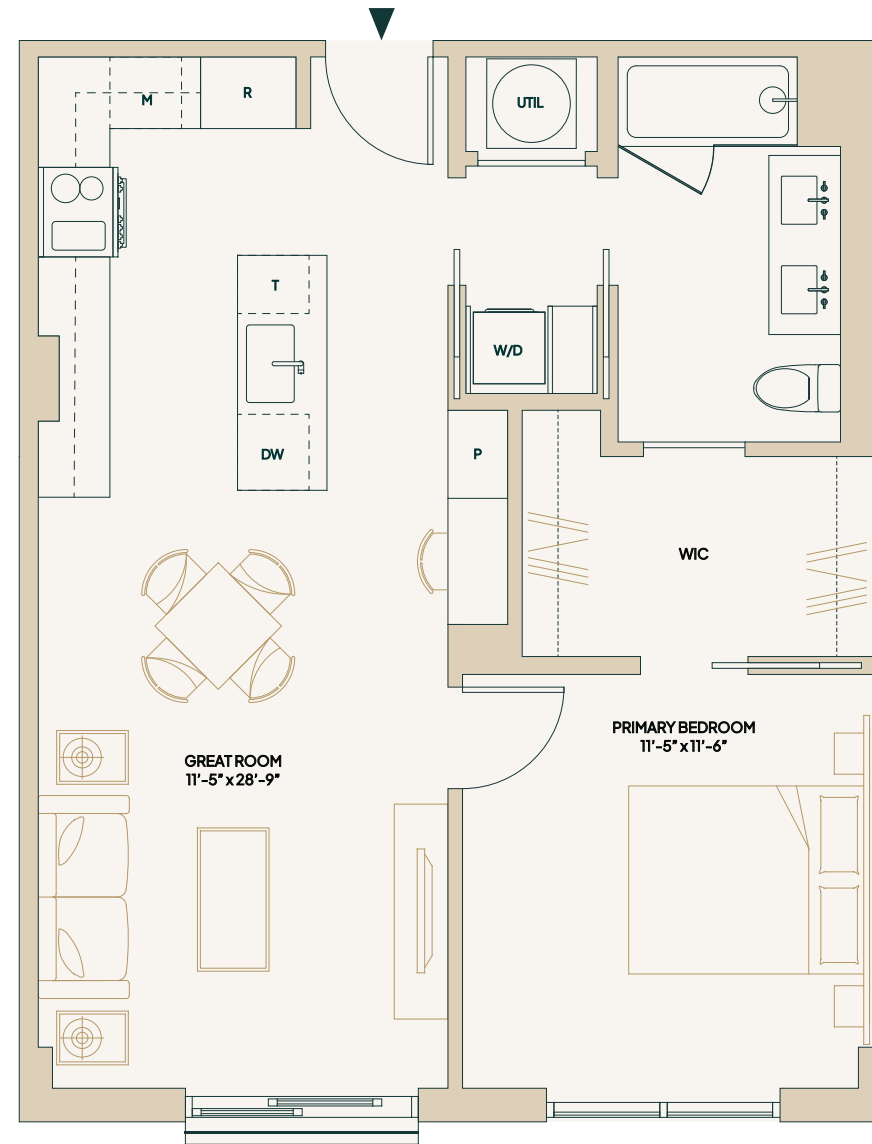 M
R
UTIL
T
W/D
DW
P
WIC
PRIMARY BEDROOM
11'-5" x 11'-6"
GREAT ROOM
11'-5" x 28'-9"